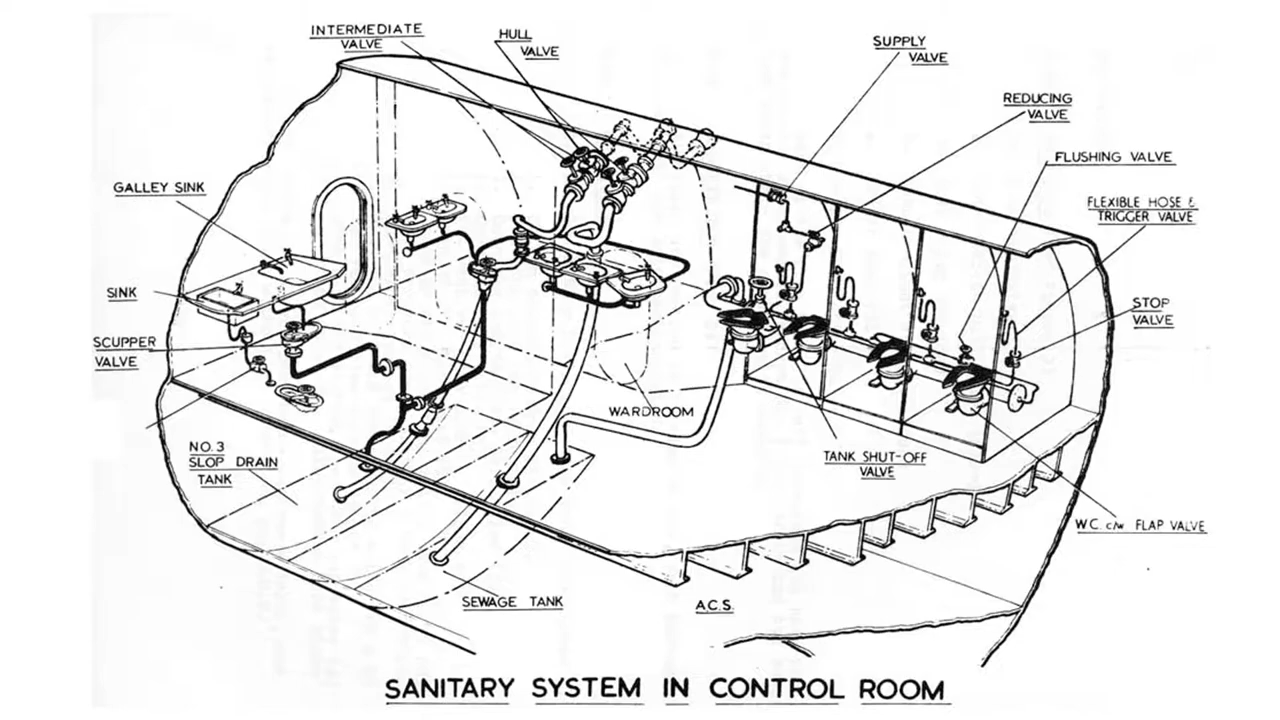 INTERMEDIATE
VALVE
HULL
VALVE
SUPPLY
VALVE
REDUCING
VALVE
FLUSHING VALVE
GALLEY SINK
FLEXIBLE HOSE &
TRIGGER VALVE
SINK
STOP
VALVE
SCUPPER
VALVE
WARDROOM
NO.3
SLOP DRAIN
TANK
TANK SHUT-OFF
VALVE
W.C. c/w FLAP VALVE
SEWAGE TANK
A.C.S.
SANITARY SYSTEM IN CONTROL ROOM